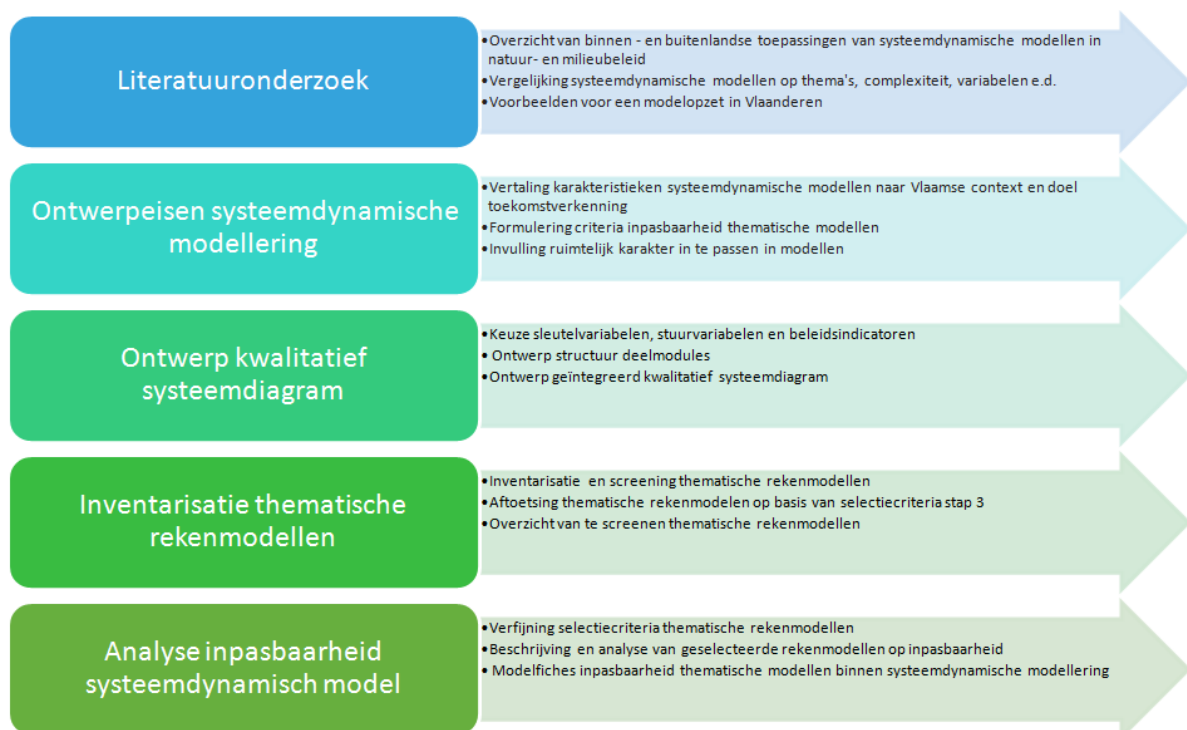 Literatuuronderzoek
•Overzicht van binnen - en buitenlandse toepassingen van systeemdynamische modellen in
natuur- en milieubeleid
•Vergelijking systeemdynamische modellen op thema's, complexiteit, variabelen e.d.
•Voorbeelden voor een modelopzet in Vlaanderen
Ontwerpeisen systeemdynamische
modellering
•Vertaling karakteristieken systeemdynamische modellen naar Vlaamse context en doel
toekomstverkenning
•Formulering criteria inpasbaarheid thematische modellen
•Invulling ruimtelijk karakter in te passen in modellen
Ontwerp kwalitatief
systeemdiagram
•Keuze sleutelvariabelen, stuurvariabelen en beleidsindicatoren
• Ontwerp structuur deelmodules
•Ontwerp geïntegreerd kwalitatief systeemdiagram
Inventarisatie thematische
rekenmodellen
•Inventarisatie en screening thematische rekenmodellen
•Aftoetsing thematische rekenmodelen op basis van selectiecriteria stap 3
•Overzicht van te screenen thematische rekenmodellen
Analyse inpasbaarheid
systeemdynamisch model
•Verfijning selectiecriteria thematische rekenmodellen
•Beschrijving en analyse van geselecteerde rekenmodellen op inpasbaarheid
• Modelfiches inpasbaarheid thematische modellen binnen systeemdynamische modellering